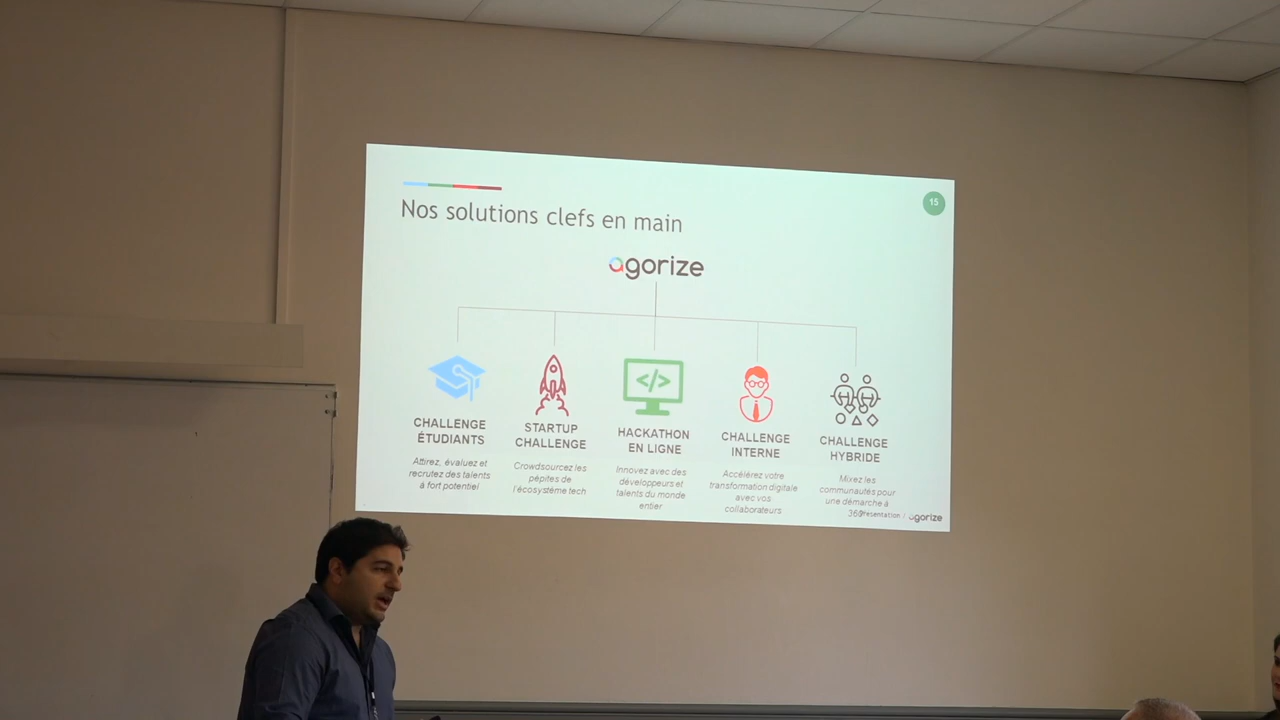 15
Nos solutions clefs en main
agorize
CHALLENGE
ÉTUDIANTS
Attirez, évaluez et
recrutez des talents
à fort potentiel
STARTUP
CHALLENGE
Crowdsourcez les
pépites de
l'écosystème tech
</>
HACKATHON
EN LIGNE
Innovez avec des
développeurs et
talents du monde
entier
CHALLENGE
INTERNE
Accélérez votre
transformation digitale
avec vos
collaborateurs
CHALLENGE
HYBRIDE
Mixez les
communautés pour
une démarche à
360
Présentation / agorize